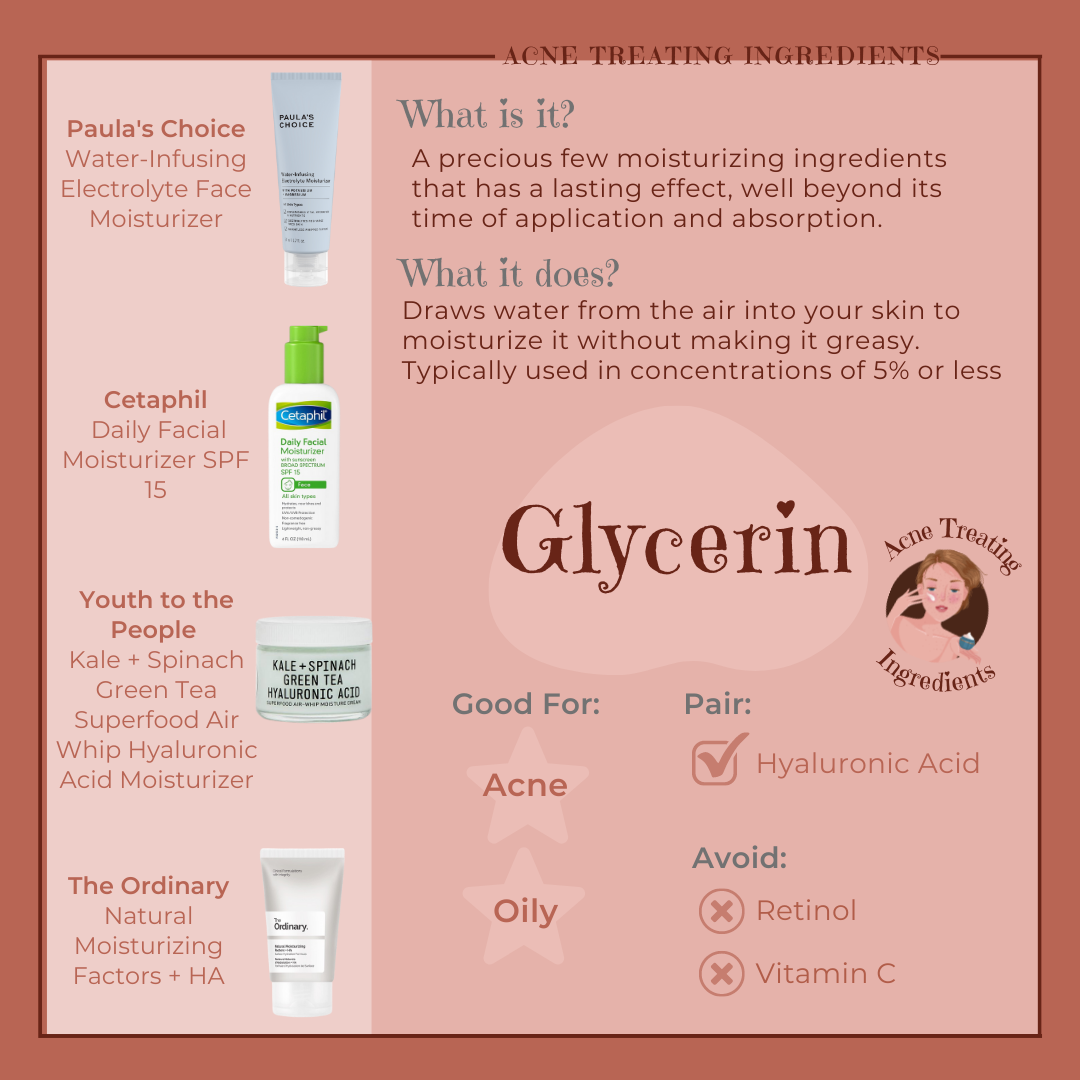 ACNE TREATING INGREDIENTS
Paula's Choice
Water-Infusing
Electrolyte Face
Moisturizer
PAULA'S
CHOICE
Water-Infusing
Electrolyte Moisturizer
Cetaphil
Daily Facial
Moisturizer SPF
15
Cetaphil
Daily Facial
Moisturizer
with sunscreen
BROAD SPECTRUM
SPF 15
Face
All skin types
Youth to the
People
Kale + Spinach
Green Tea
Superfood Air
Whip Hyaluronic
Acid Moisturizer
KALE + SPINACH
GREEN TEA
HYALURONIC ACID
SUPERFOOD AIR-WHIP MOISTURE CREAM
The Ordinary
Natural
Moisturizing
Factors + HA
The
Ordinary.
What is it?
A precious few moisturizing ingredients
that has a lasting effect, well beyond its
time of application and absorption.
What it does?
Draws water from the air into your skin to
moisturize it without making it greasy.
Typically used in concentrations of 5% or less
Glycerin
Acne Treating
Ingredients
Good For:
Acne
Oily
Pair:
Hyaluronic Acid
Avoid:
Retinol
Vitamin C